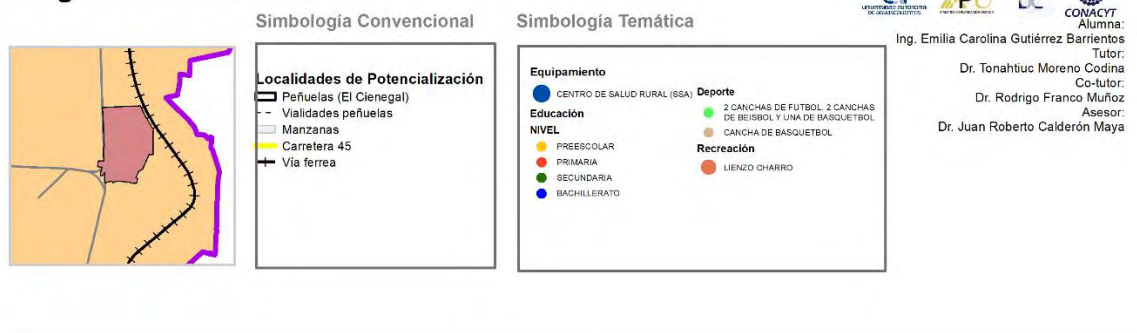 Simbología Convencional
Simbología Temática
CONACYT
Alumna:
Ing. Emilia Carolina Gutiérrez Barrientos
Tutor:
Dr. Tonahtiuc Moreno Codina
Co-tutor:
Dr. Rodrigo Franco Muñoz
Asesor:
Dr. Juan Roberto Calderón Maya
Localidades de Potencialización
Peñuelas (El Cienegal)
Vialidades peñuelas
Manzanas
Carretera 45
Vía ferrea
Equipamiento
CENTRO DE SALUD RURAL (SSA)
Educación
NIVEL
PREESCOLAR
PRIMARIA
SECUNDARIA
BACHILLERATO
Deporte
2 CANCHAS DE FUTBOL. 2 CANCHAS
DE BEISBOL Y UNA DE BASQUETBOL
CANCHA DE BASQUETBOL
Recreación
LIENZO CHARRO